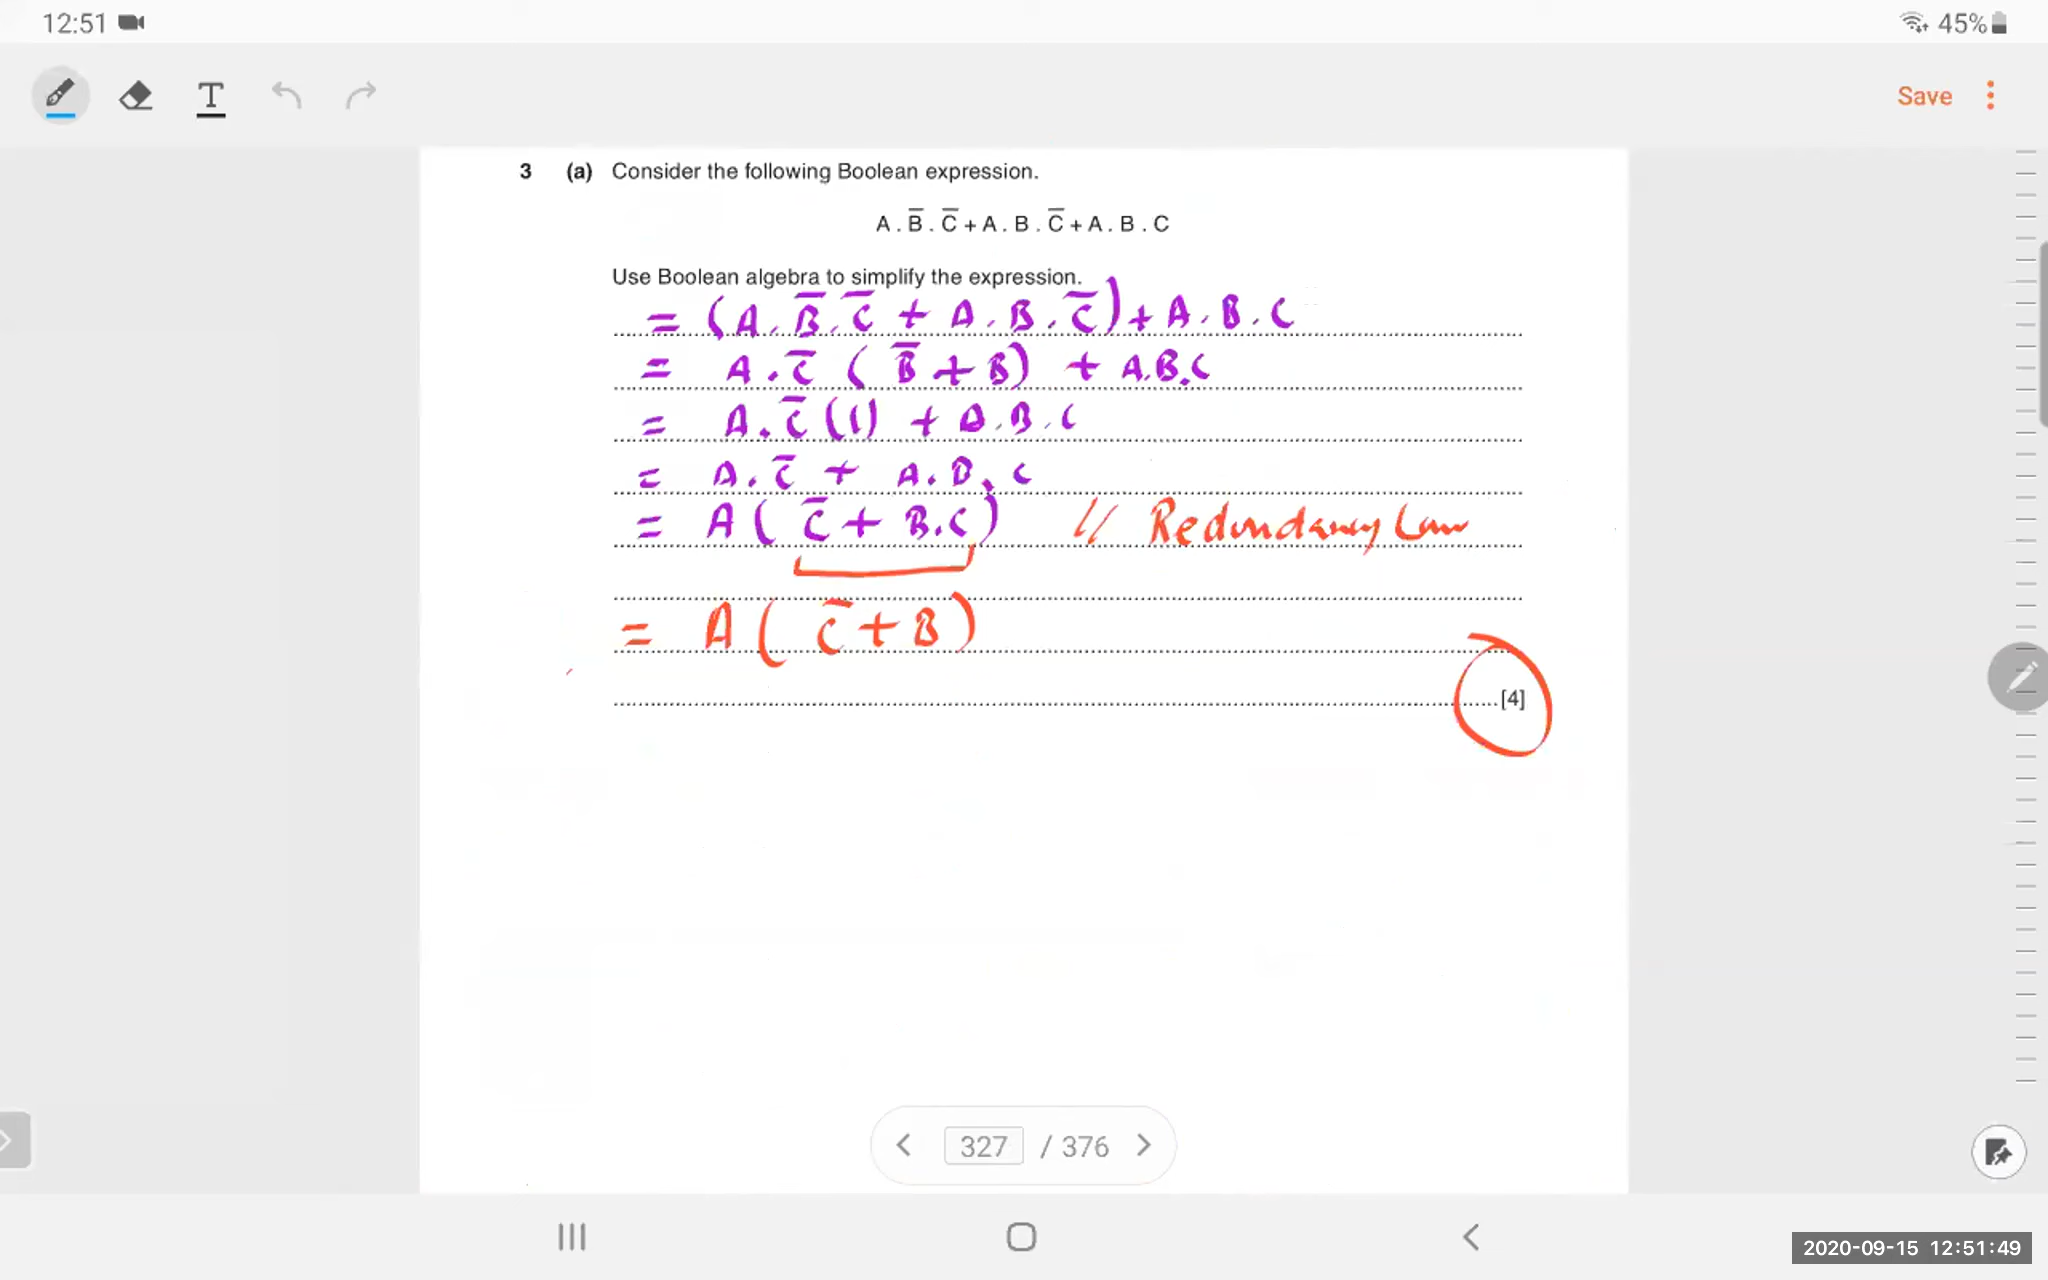 12:51
45%
Save
3 (a) Consider the following Boolean expression.
A . B̅ . C̅ + A . B . C̅ + A . B . C
Use Boolean algebra to simplify the expression.
= (A . B̅ . C̅ + A . B . C̅) + A . B . C
= A . C̅ ( B̅ + B) + A.B.C
= A . C̅ (1) + A . B . C
= A . C̅ + A . B . C
= A ( C̅ + B.C) // Redundancy Law
= A ( C̅ + B )
[4]
327 / 376
2020-09-15 12:51:49